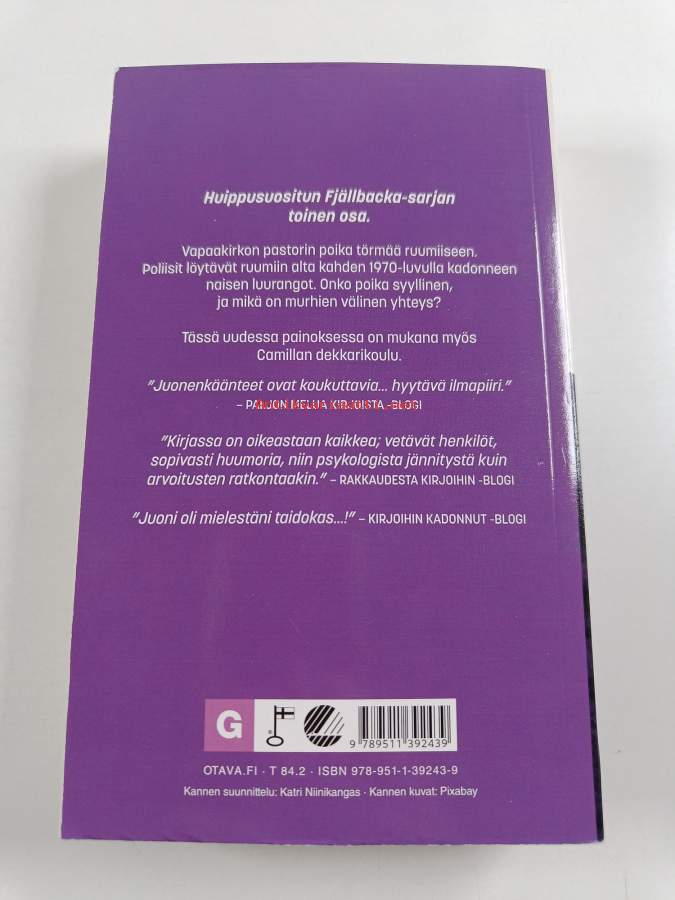 Huippusuositun Fjällbacka-sarjan
toinen osa.
Vapaakirkon pastorin poika törmää ruumiiseen.
Poliisit löytävät ruumiin alta kahden 1970-luvulla kadonneen
naisen luurangot. Onko poika syyllinen,
ja mikä on murhien välinen yhteys?
Tässä uudessa painoksessa on mukana myös
Camillan dekkarikoulu.
”Juonenkäänteet ovat koukuttavia... hyytävä ilmapiiri.”
– PALJON MELUA KIRJOISTA -BLOGI
”Kirjassa on oikeastaan kaikkea; vetävät henkilöt,
sopivasti huumoria, niin psykologista jännitystä kuin
arvoitusten ratkontaakin.” – RAKKAUDESTA KIRJOIHIN -BLOGI
”Juoni oli mielestäni taidokas...!” – KIRJOIHIN KADONNUT -BLOGI
G
9 789511 392439
OTAVA.FI · T 84.2 · ISBN 978-951-1-39243-9
Kannen suunnittelu: Katri Niinikangas · Kannen kuvat: Pixabay